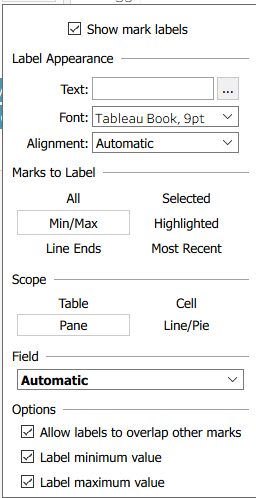 Show mark labels
Label Appearance
Text: ...
Font: Tableau Book, 9pt
Alignment: Automatic
Marks to Label
All Selected
Min/Max Highlighted
Line Ends Most Recent
Scope
Table Cell
Pane Line/Pie
Field
Automatic
Options
Allow labels to overlap other marks
Label minimum value
Label maximum value